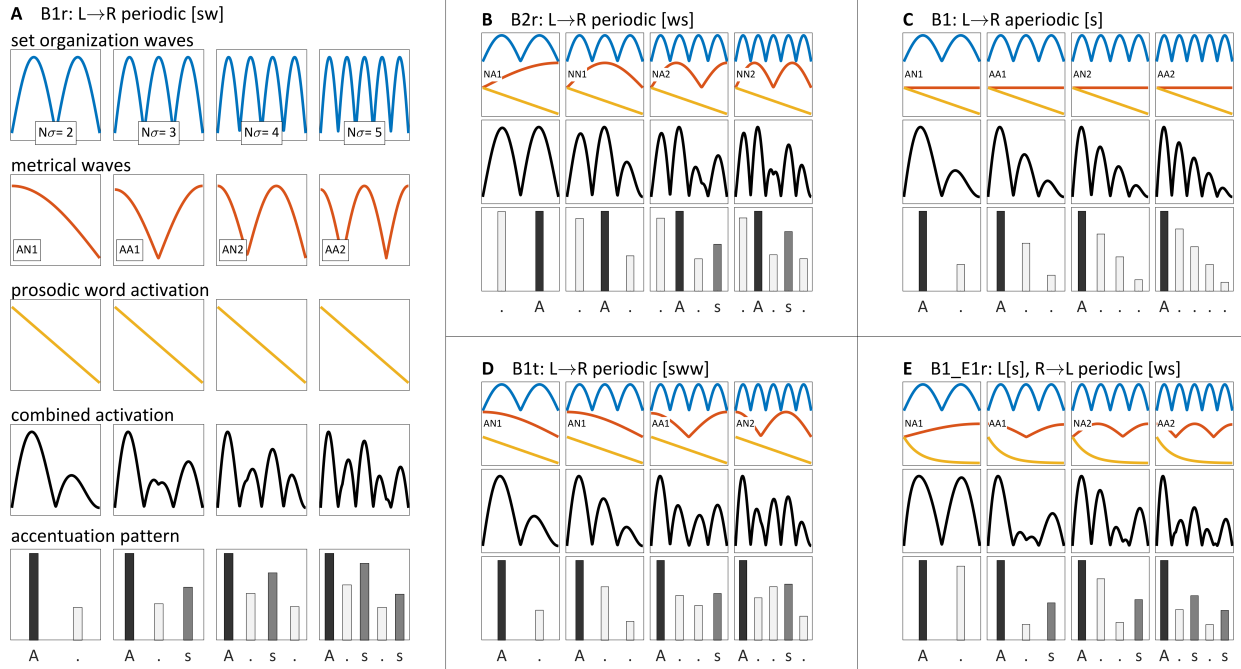 A B1r: L→R periodic [sw]
set organization waves
Nσ= 2 Nσ= 3 Nσ= 4 Nσ= 5
metrical waves
AN1 AA1 AN2 AA2
prosodic word activation
combined activation
accentuation pattern
A . A . s A . s . A . s . s
B B2r: L→R periodic [ws]
NA1 NN1 NA2 NN2
. A . A . . A . s . A . s .
C B1: L→R aperiodic [s]
AN1 AA1 AN2 AA2
A . A . . A . . . A . . . .
D B1t: L→R periodic [sww]
AN1 AN1 AA1 AN2
A . A . . A . . s A . . s .
E B1_E1r: L[s], R→L periodic [ws]
NA1 AA1 NA2 AA2
A . A . s A . . s A . s . s